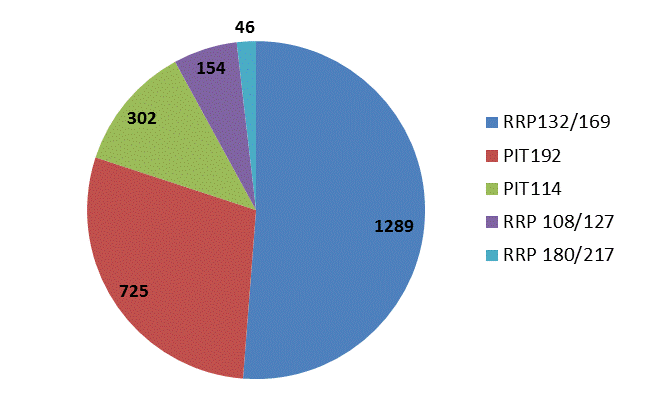 46
154
302
1289
725
RRP132/169
PIT192
PIT114
RRP 108/127
RRP 180/217